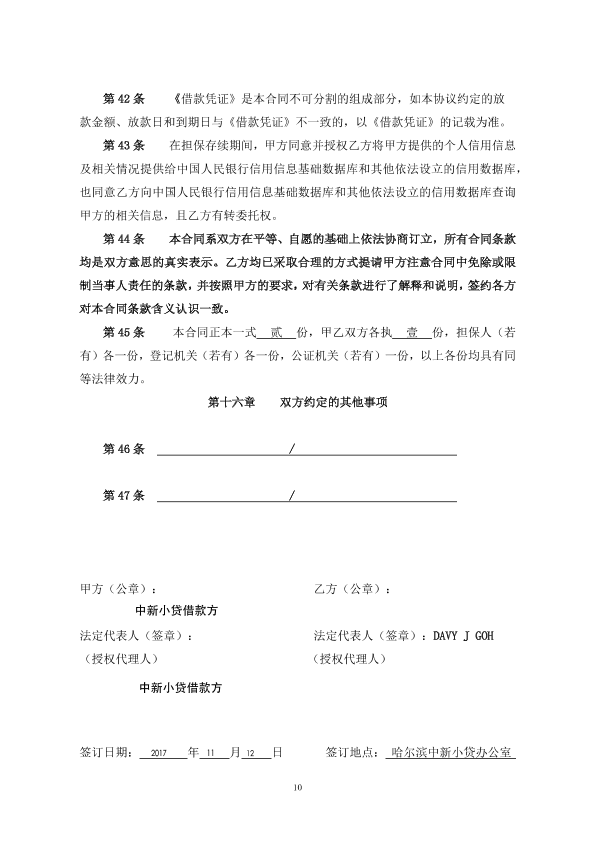 第 42 条　　《借款凭证》是本合同不可分割的组成部分，如本协议约定的放
款金额、放款日和到期日与《借款凭证》不一致的，以《借款凭证》的记载为准。
第 43 条　　在担保存续期间，甲方同意并授权乙方将甲方提供的个人信用信息
及相关情况提供给中国人民银行信用信息基础数据库和其他依法设立的信用数据库，
也同意乙方向中国人民银行信用信息基础数据库和其他依法设立的信用数据库查询
甲方的相关信息，且乙方有转委托权。
第 44 条　　本合同系双方在平等、自愿的基础上依法协商订立，所有合同条款
均是双方意思的真实表示。乙方均已采取合理的方式提请甲方注意合同中免除或限
制当事人责任的条款，并按照甲方的要求，对有关条款进行了解释和说明，签约各方
对本合同条款含义认识一致。
第 45 条　　本合同正本一式 贰 份，甲乙双方各执 壹 份，担保人（若
有）各一份，登记机关（若有）各一份，公证机关（若有）一份，以上各份均具有同
等法律效力。
第十六章　　双方约定的其他事项
第 46 条 /
第 47 条 /
甲方（公章）：　　乙方（公章）：
中新小贷借款方
法定代表人（签章）：　　法定代表人（签章）：DAVY J GOH
（授权代理人）　　（授权代理人）
中新小贷借款方
签订日期： 2017 年 11 月 12 日　　签订地点： 哈尔滨中新小贷办公室
10